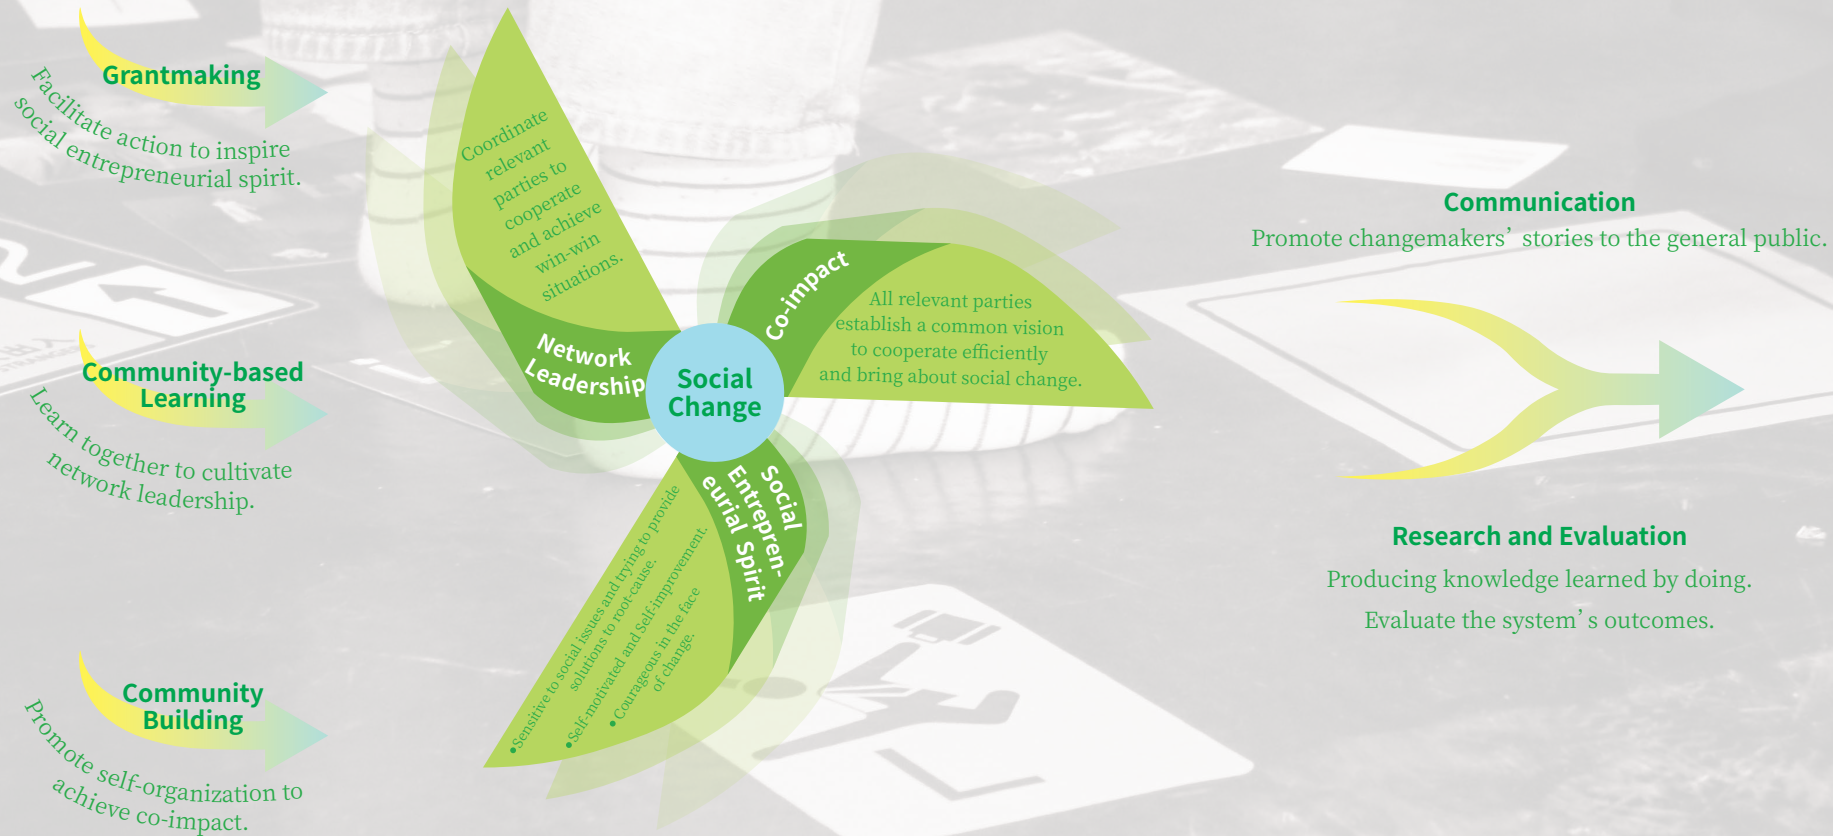 Grantmaking
Facilitate action to inspire
social entrepreneurial spirit.
Community-based
Learning
Learn together to cultivate
network leadership.
Community
Building
Promote self-organization to
achieve co-impact.
Coordinate
relevant
parties to
cooperate
and achieve
win-win
situations.
Network
Leadership
Co-impact
All relevant parties
establish a common vision
to cooperate efficiently
and bring about social change.
Social
Change
Social
Entrepren-
eurial Spirit
•Sensitive to social issues and trying to provide
solutions to root-cause.
•Self-motivated and Self-improvement.
•Courageous in the face
of change.
Communication
Promote changemakers’ stories to the general public.
Research and Evaluation
Producing knowledge learned by doing.
Evaluate the system’s outcomes.